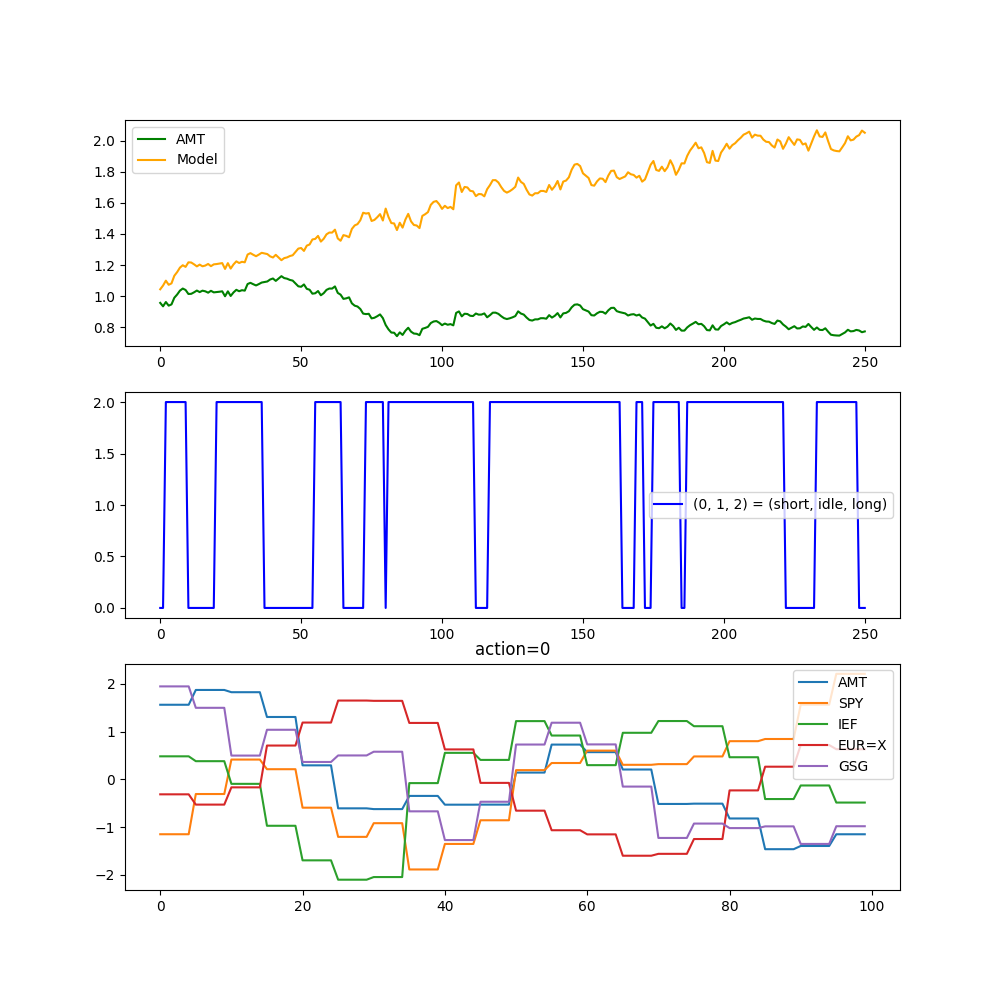 2.0
1.8
1.6
1.4
1.2
1.0
0.8
AMT
Model
0 50 100 150 200 250
2.0
1.5
1.0
0.5
0.0
(0, 1, 2) = (short, idle, long)
0 50 100 150 200 250
action=0
2
1
0
−1
−2
AMT
SPY
IEF
EUR=X
GSG
0 20 40 60 80 100